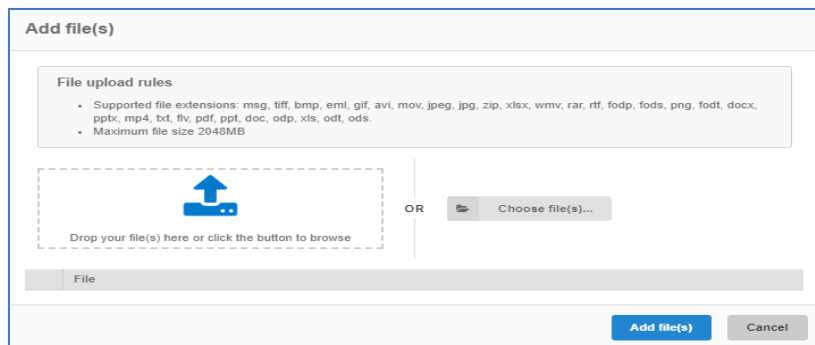 Add file(s)
File upload rules
• Supported file extensions: msg, tiff, bmp, eml, gif, avi, mov, jpeg, jpg, zip, xlsx, wmv, rar, rtf, fodp, fods, png, fodt, docx,
pptx, mp4, txt, flv, pdf, ppt, doc, odp, xls, odt, ods.
• Maximum file size 2048MB
Drop your file(s) here or click the button to browse
OR
Choose file(s)...
File
Add file(s)
Cancel